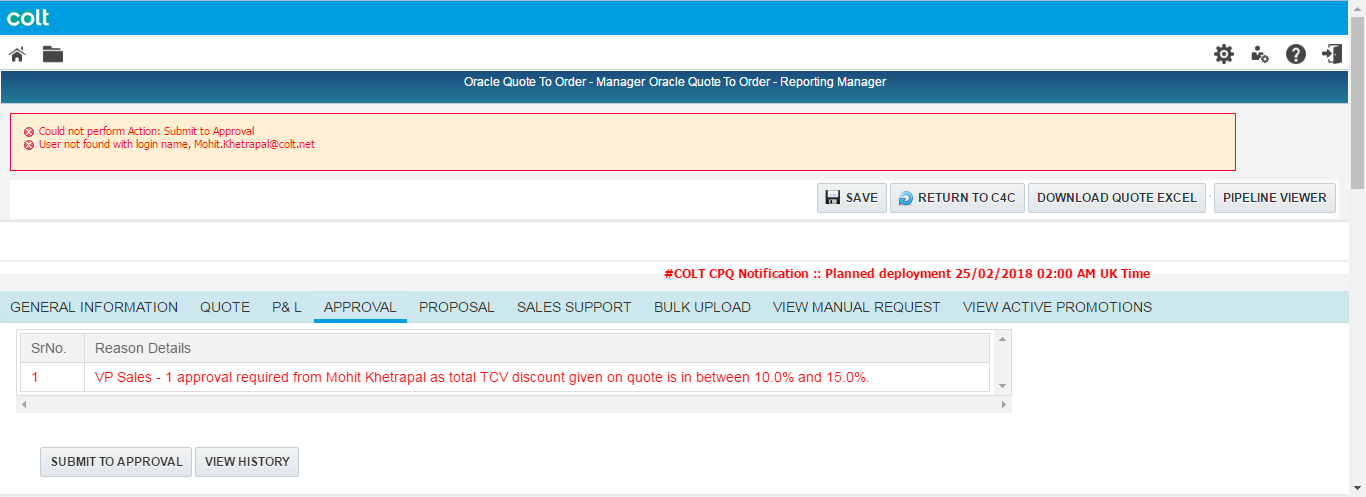 colt
Oracle Quote To Order - Manager Oracle Quote To Order - Reporting Manager
Could not perform Action: Submit to Approval
User not found with login name, Mohit.Khetrapal@colt.net
SAVE RETURN TO C4C DOWNLOAD QUOTE EXCEL PIPELINE VIEWER
#COLT CPQ Notification :: Planned deployment 25/02/2018 02:00 AM UK Time
GENERAL INFORMATION QUOTE P& L APPROVAL PROPOSAL SALES SUPPORT BULK UPLOAD VIEW MANUAL REQUEST VIEW ACTIVE PROMOTIONS
SrNo. Reason Details
1 VP Sales - 1 approval required from Mohit Khetrapal as total TCV discount given on quote is in between 10.0% and 15.0%.
SUBMIT TO APPROVAL VIEW HISTORY